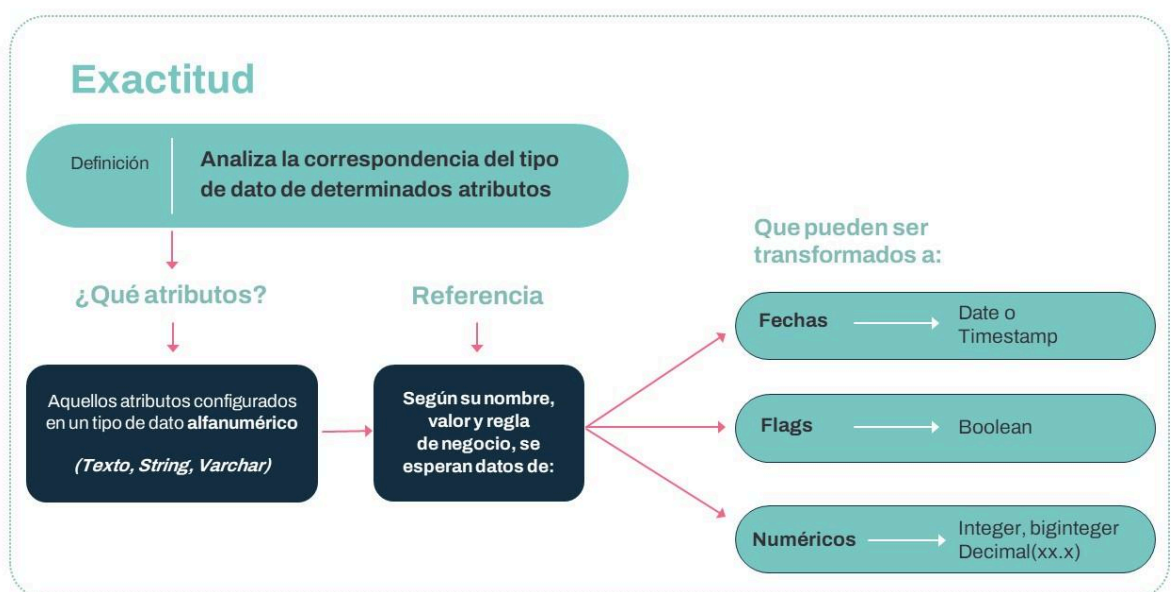 Exactitud
Definición
Analiza la correspondencia del tipo
de dato de determinados atributos
¿Qué atributos?
Aquellos atributos configurados
en un tipo de dato alfanumérico
(Texto, String, Varchar)
Referencia
Según su nombre,
valor y regla
de negocio, se
esperan datos de:
Que pueden ser
transformados a:
Fechas
Date o
Timestamp
Flags
Boolean
Numéricos
Integer, biginteger
Decimal(xx.x)